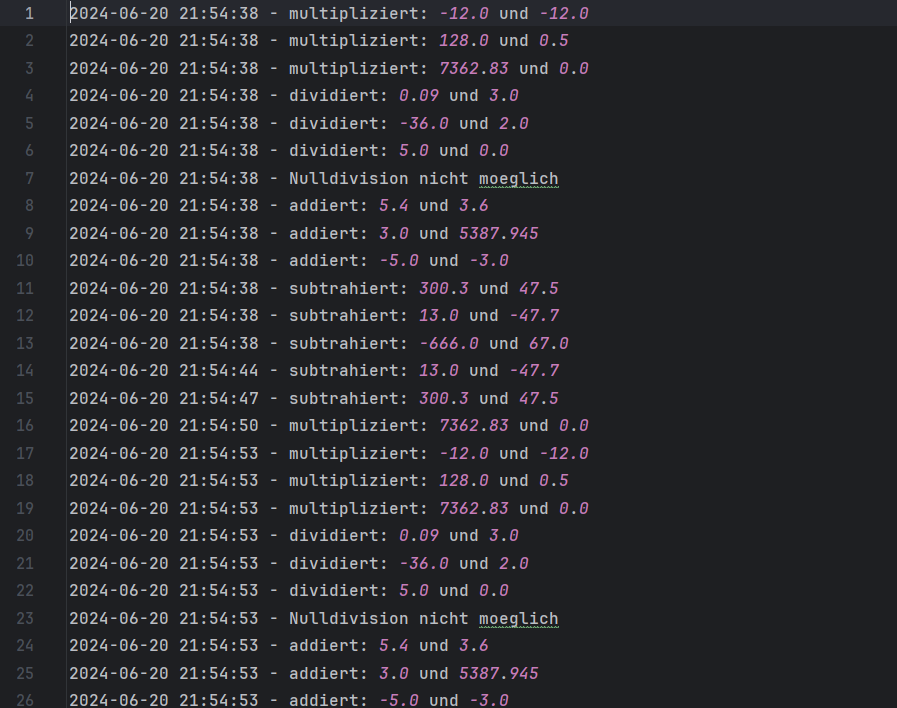 1 2024-06-20 21:54:38 - multipliziert: -12.0 und -12.0
2 2024-06-20 21:54:38 - multipliziert: 128.0 und 0.5
3 2024-06-20 21:54:38 - multipliziert: 7362.83 und 0.0
4 2024-06-20 21:54:38 - dividiert: 0.09 und 3.0
5 2024-06-20 21:54:38 - dividiert: -36.0 und 2.0
6 2024-06-20 21:54:38 - dividiert: 5.0 und 0.0
7 2024-06-20 21:54:38 - Nulldivision nicht moeglich
8 2024-06-20 21:54:38 - addiert: 5.4 und 3.6
9 2024-06-20 21:54:38 - addiert: 3.0 und 5387.945
10 2024-06-20 21:54:38 - addiert: -5.0 und -3.0
11 2024-06-20 21:54:38 - subtrahiert: 300.3 und 47.5
12 2024-06-20 21:54:38 - subtrahiert: 13.0 und -47.7
13 2024-06-20 21:54:38 - subtrahiert: -666.0 und 67.0
14 2024-06-20 21:54:44 - subtrahiert: 13.0 und -47.7
15 2024-06-20 21:54:47 - subtrahiert: 300.3 und 47.5
16 2024-06-20 21:54:50 - multipliziert: 7362.83 und 0.0
17 2024-06-20 21:54:53 - multipliziert: -12.0 und -12.0
18 2024-06-20 21:54:53 - multipliziert: 128.0 und 0.5
19 2024-06-20 21:54:53 - multipliziert: 7362.83 und 0.0
20 2024-06-20 21:54:53 - dividiert: 0.09 und 3.0
21 2024-06-20 21:54:53 - dividiert: -36.0 und 2.0
22 2024-06-20 21:54:53 - dividiert: 5.0 und 0.0
23 2024-06-20 21:54:53 - Nulldivision nicht moeglich
24 2024-06-20 21:54:53 - addiert: 5.4 und 3.6
25 2024-06-20 21:54:53 - addiert: 3.0 und 5387.945
26 2024-06-20 21:54:53 - addiert: -5.0 und -3.0